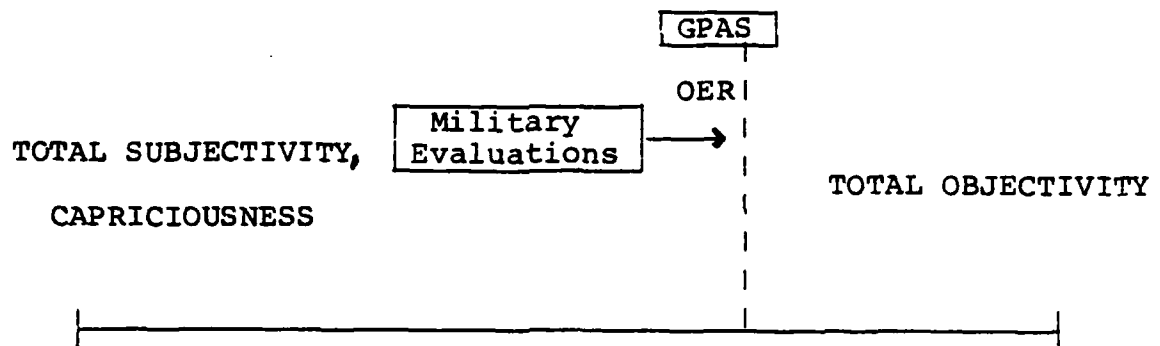 GPAS
OER
Military
Evaluations
TOTAL SUBJECTIVITY,
CAPRICIOUSNESS
TOTAL OBJECTIVITY